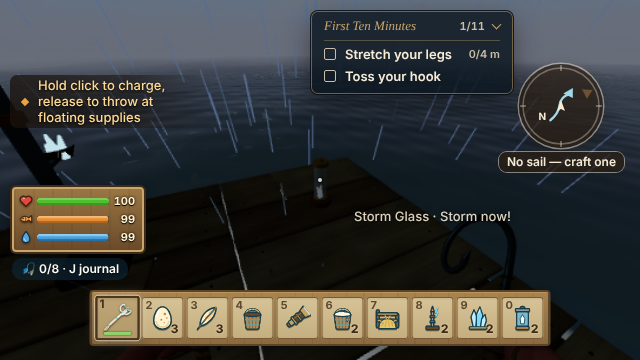 First Ten Minutes 1/11
Stretch your legs 0/4 m
Toss your hook
Hold click to charge,
release to throw at
floating supplies
N
No sail — craft one
100
99
99
Storm Glass · Storm now!
0/8 · J journal
1 2 3 4 5 6 7 8 9 0
3 3 2 2 2 2